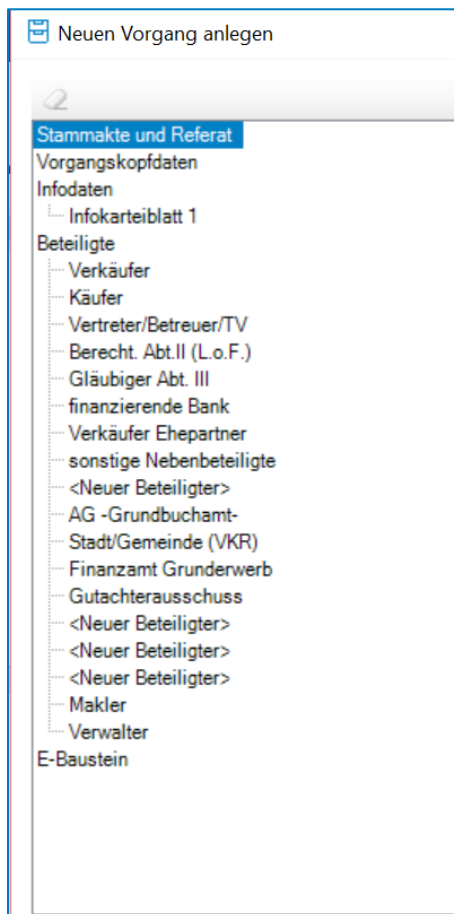 Neuen Vorgang anlegen
Stammakte und Referat
Vorgangskopfdaten
Infodaten
Infokarteiblatt 1
Beteiligte
Verkäufer
Käufer
Vertreter/Betreuer/TV
Berecht. Abt.II (L.o.F.)
Gläubiger Abt. III
finanzierende Bank
Verkäufer Ehepartner
sonstige Nebenbeteiligte
<Neuer Beteiligter>
AG -Grundbuchamt-
Stadt/Gemeinde (VKR)
Finanzamt Grunderwerb
Gutachterausschuss
<Neuer Beteiligter>
<Neuer Beteiligter>
<Neuer Beteiligter>
Makler
Verwalter
E-Baustein